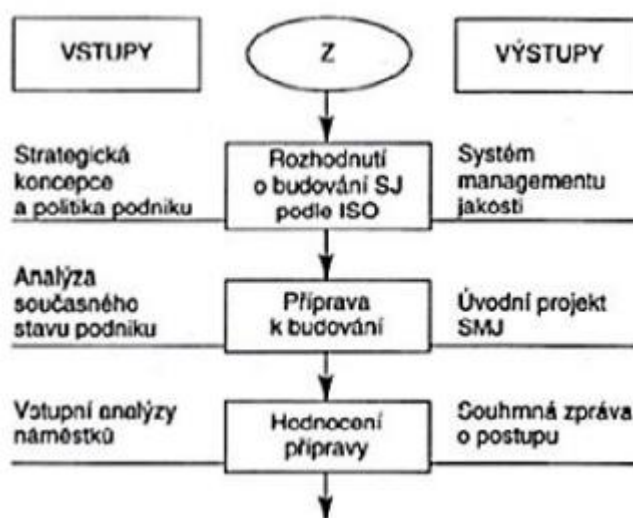 VSTUPY
Z
VÝSTUPY
Strategická
koncepce
a politika podniku
Rozhodnutí
o budování SJ
podle ISO
Systém
managementu
jakosti
Analýza
současného
stavu podniku
Příprava
k budování
Úvodní projekt
SMJ
Vstupní analýzy
náměstků
Hodnocení
přípravy
Souhrnná zpráva
o postupu